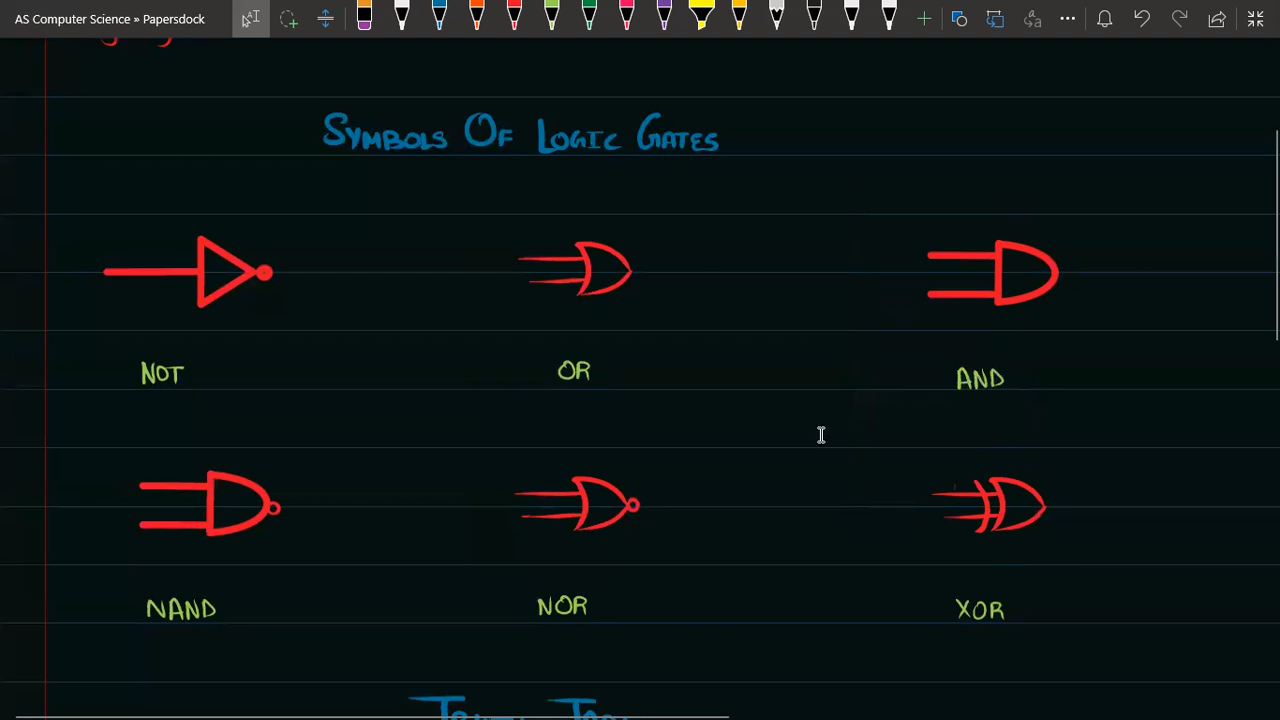 AS Computer Science » Papersdock
SYMBOLS OF LOGIC GATES
NOT OR AND
NAND NOR XOR